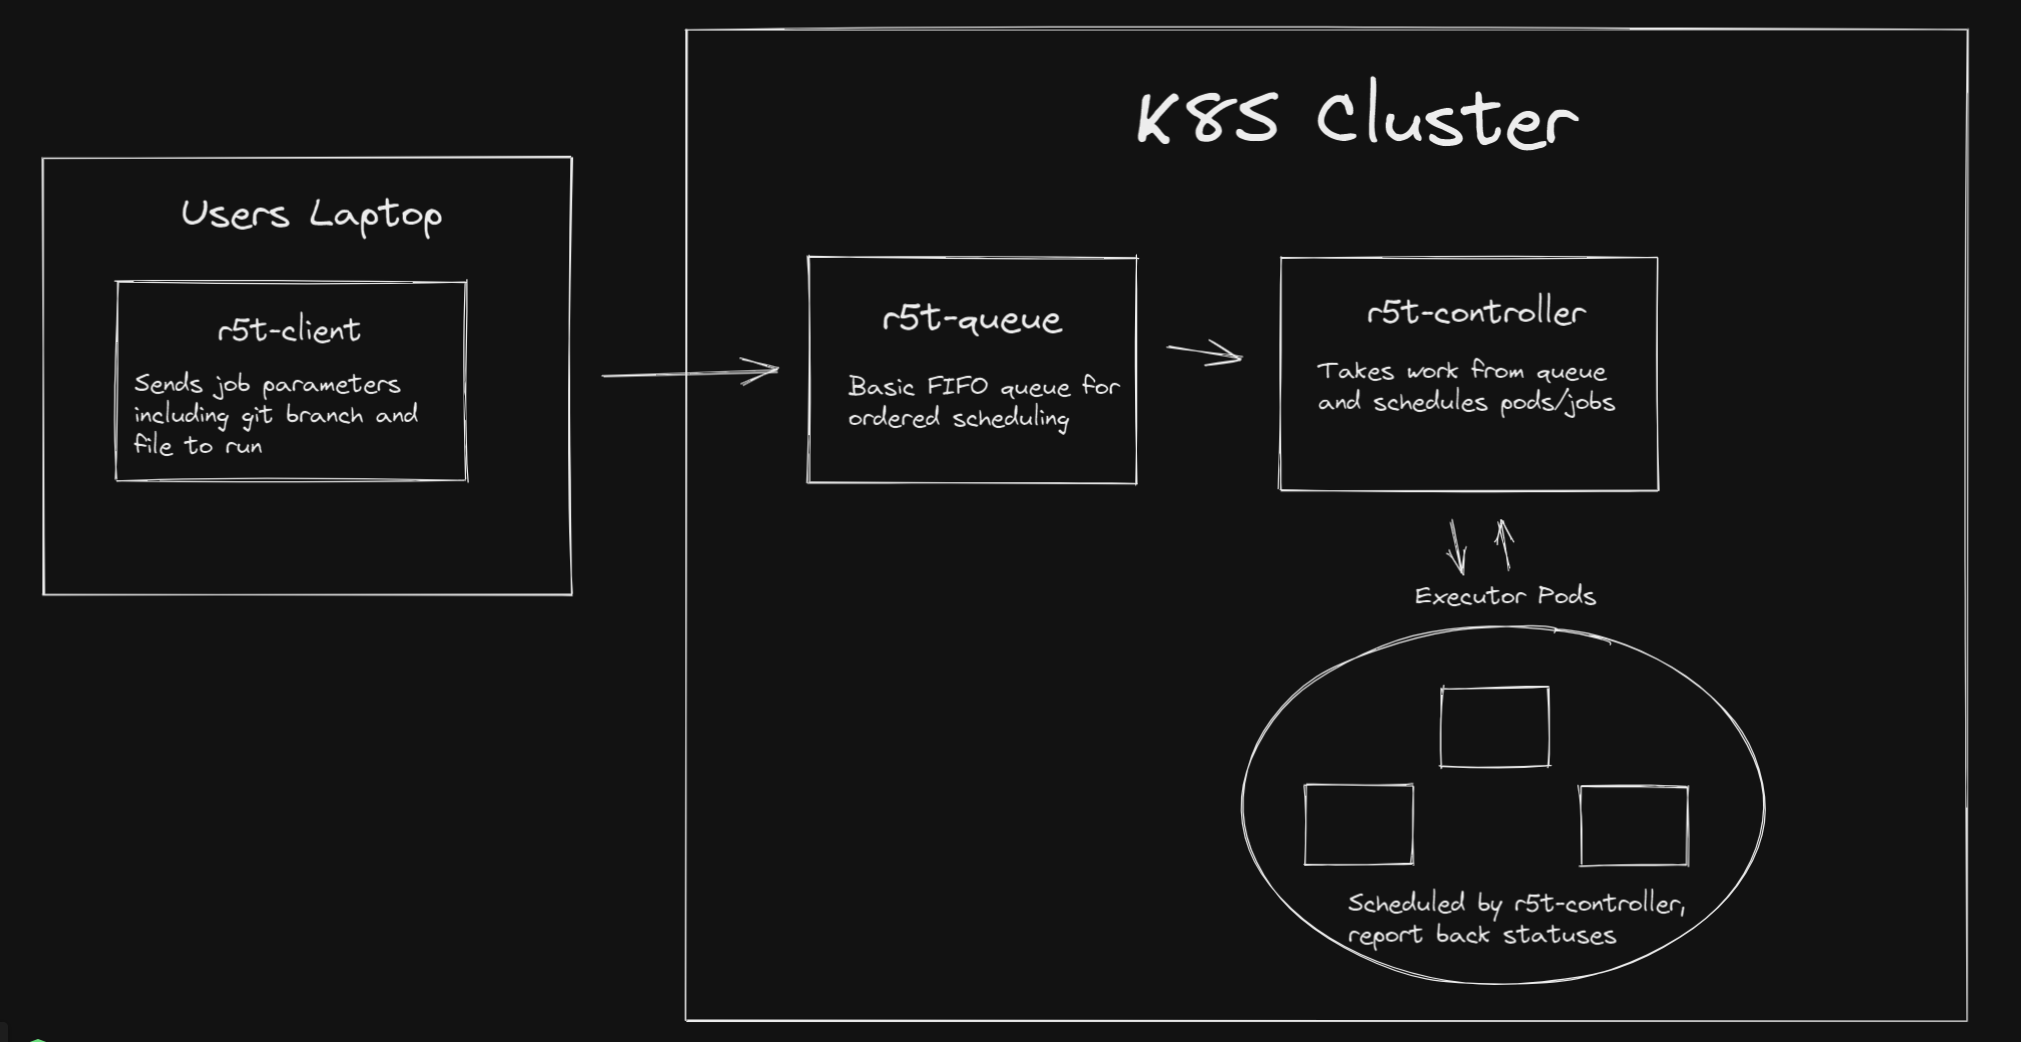 K8S Cluster
Users Laptop
r5t-client
Sends job parameters
including git branch and
file to run
r5t-queue
Basic FIFO queue for
ordered scheduling
r5t-controller
Takes work from queue
and schedules pods/jobs
Executor Pods
Scheduled by r5t-controller,
report back statuses